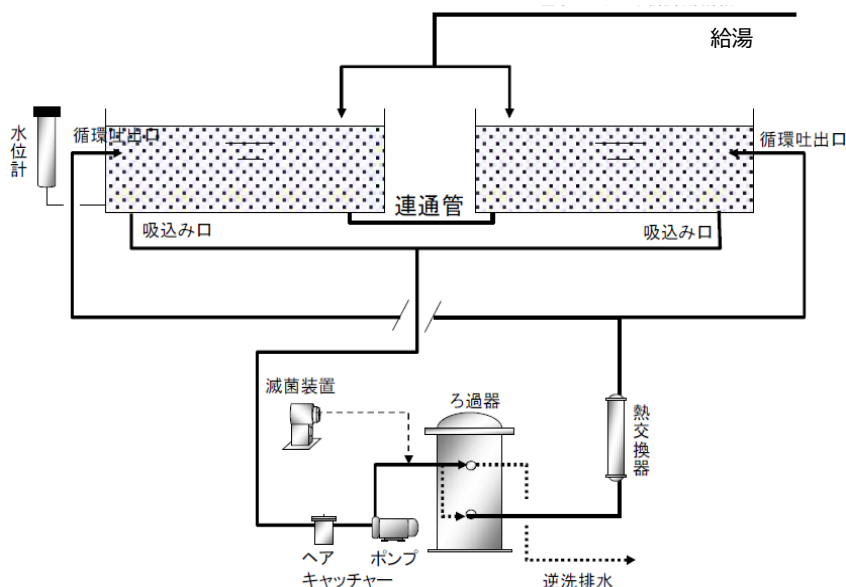 給湯
水位計
循環吐出口
循環吐出口
連通管
吸込み口
吸込み口
滅菌装置
ろ過器
熱交換器
ヘア
キャッチャー
ポンプ
逆洗排水